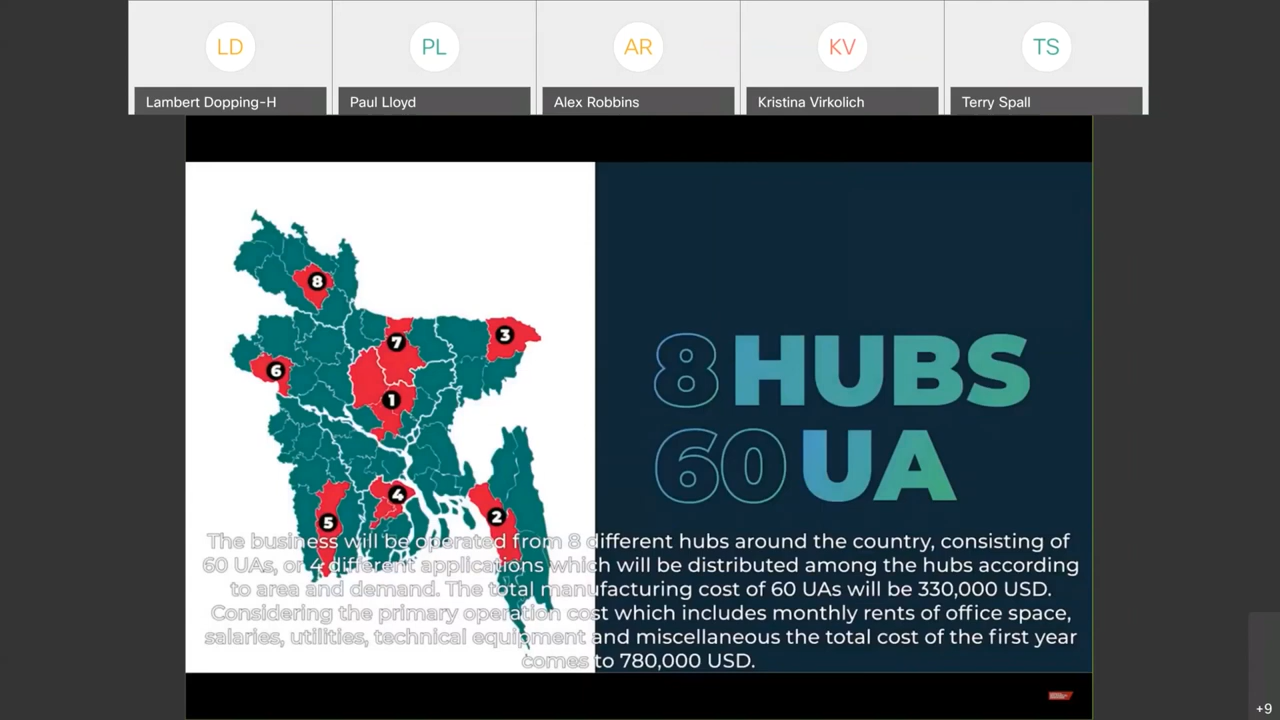 LD
PL
AR
KV
TS
Lambert Dopping-H
Paul Lloyd
Alex Robbins
Kristina Virkolich
Terry Spall
8
7
3
6
1
4
5
2
8 HUBS
60 UA
The business will be operated from 8 different hubs around the country, consisting of
60 UAs, or 4 different applications which will be distributed among the hubs according
to area and demand. The total manufacturing cost of 60 UAs will be 330,000 USD.
Considering the primary operation cost which includes monthly rents of office space,
salaries, utilities, technical equipment and miscellaneous the total cost of the first year
comes to 780,000 USD.
+9